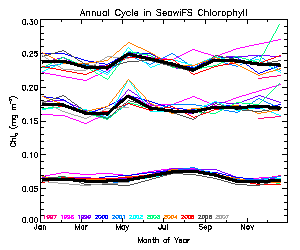 Annual Cycle in SeawiFS Chlorophyll
0.30
0.25
0.20
0.15
0.10
0.05
0.00
CHLa (mg m-3)
1997 1998 1999 2000 2001 2002 2003 2004 2005 2006 2007
Jan Mar May Jul Sep Nov
Month of Year